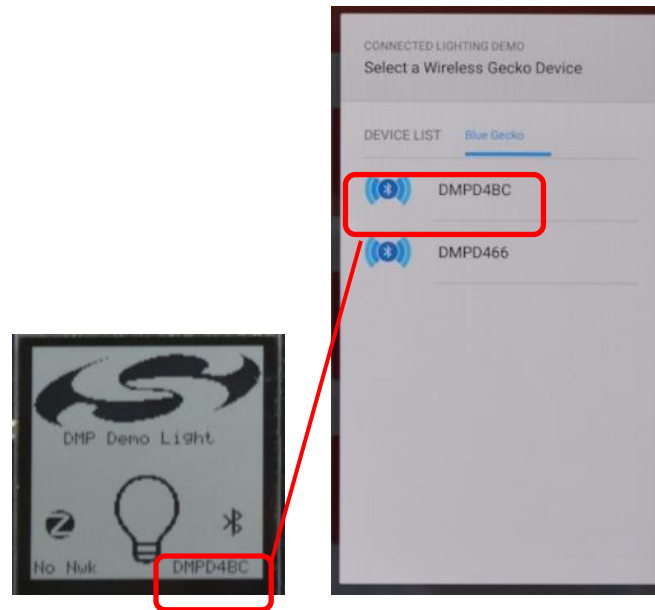 CONNECTED LIGHTING DEMO
Select a Wireless Gecko Device
DEVICE LIST Blue Gecko
DMPD4BC
DMPD466
DMP Demo Light
No Nwk DMPD4BC